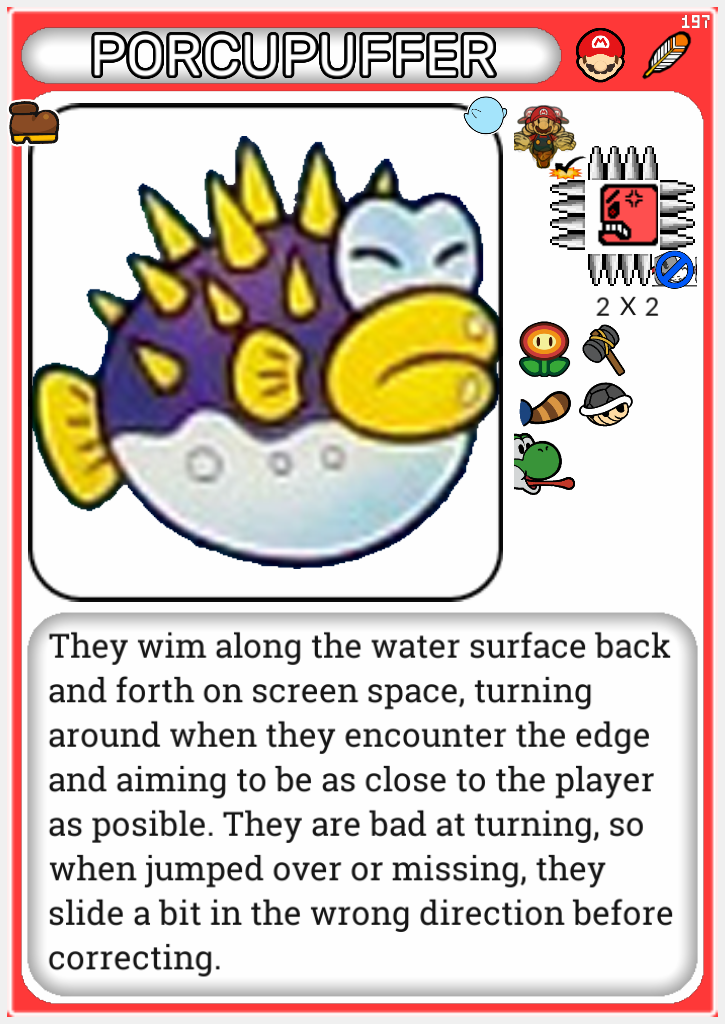 197
PORCUPUFFER
2 X 2
They wim along the water surface back
and forth on screen space, turning
around when they encounter the edge
and aiming to be as close to the player
as posible. They are bad at turning, so
when jumped over or missing, they
slide a bit in the wrong direction before
correcting.